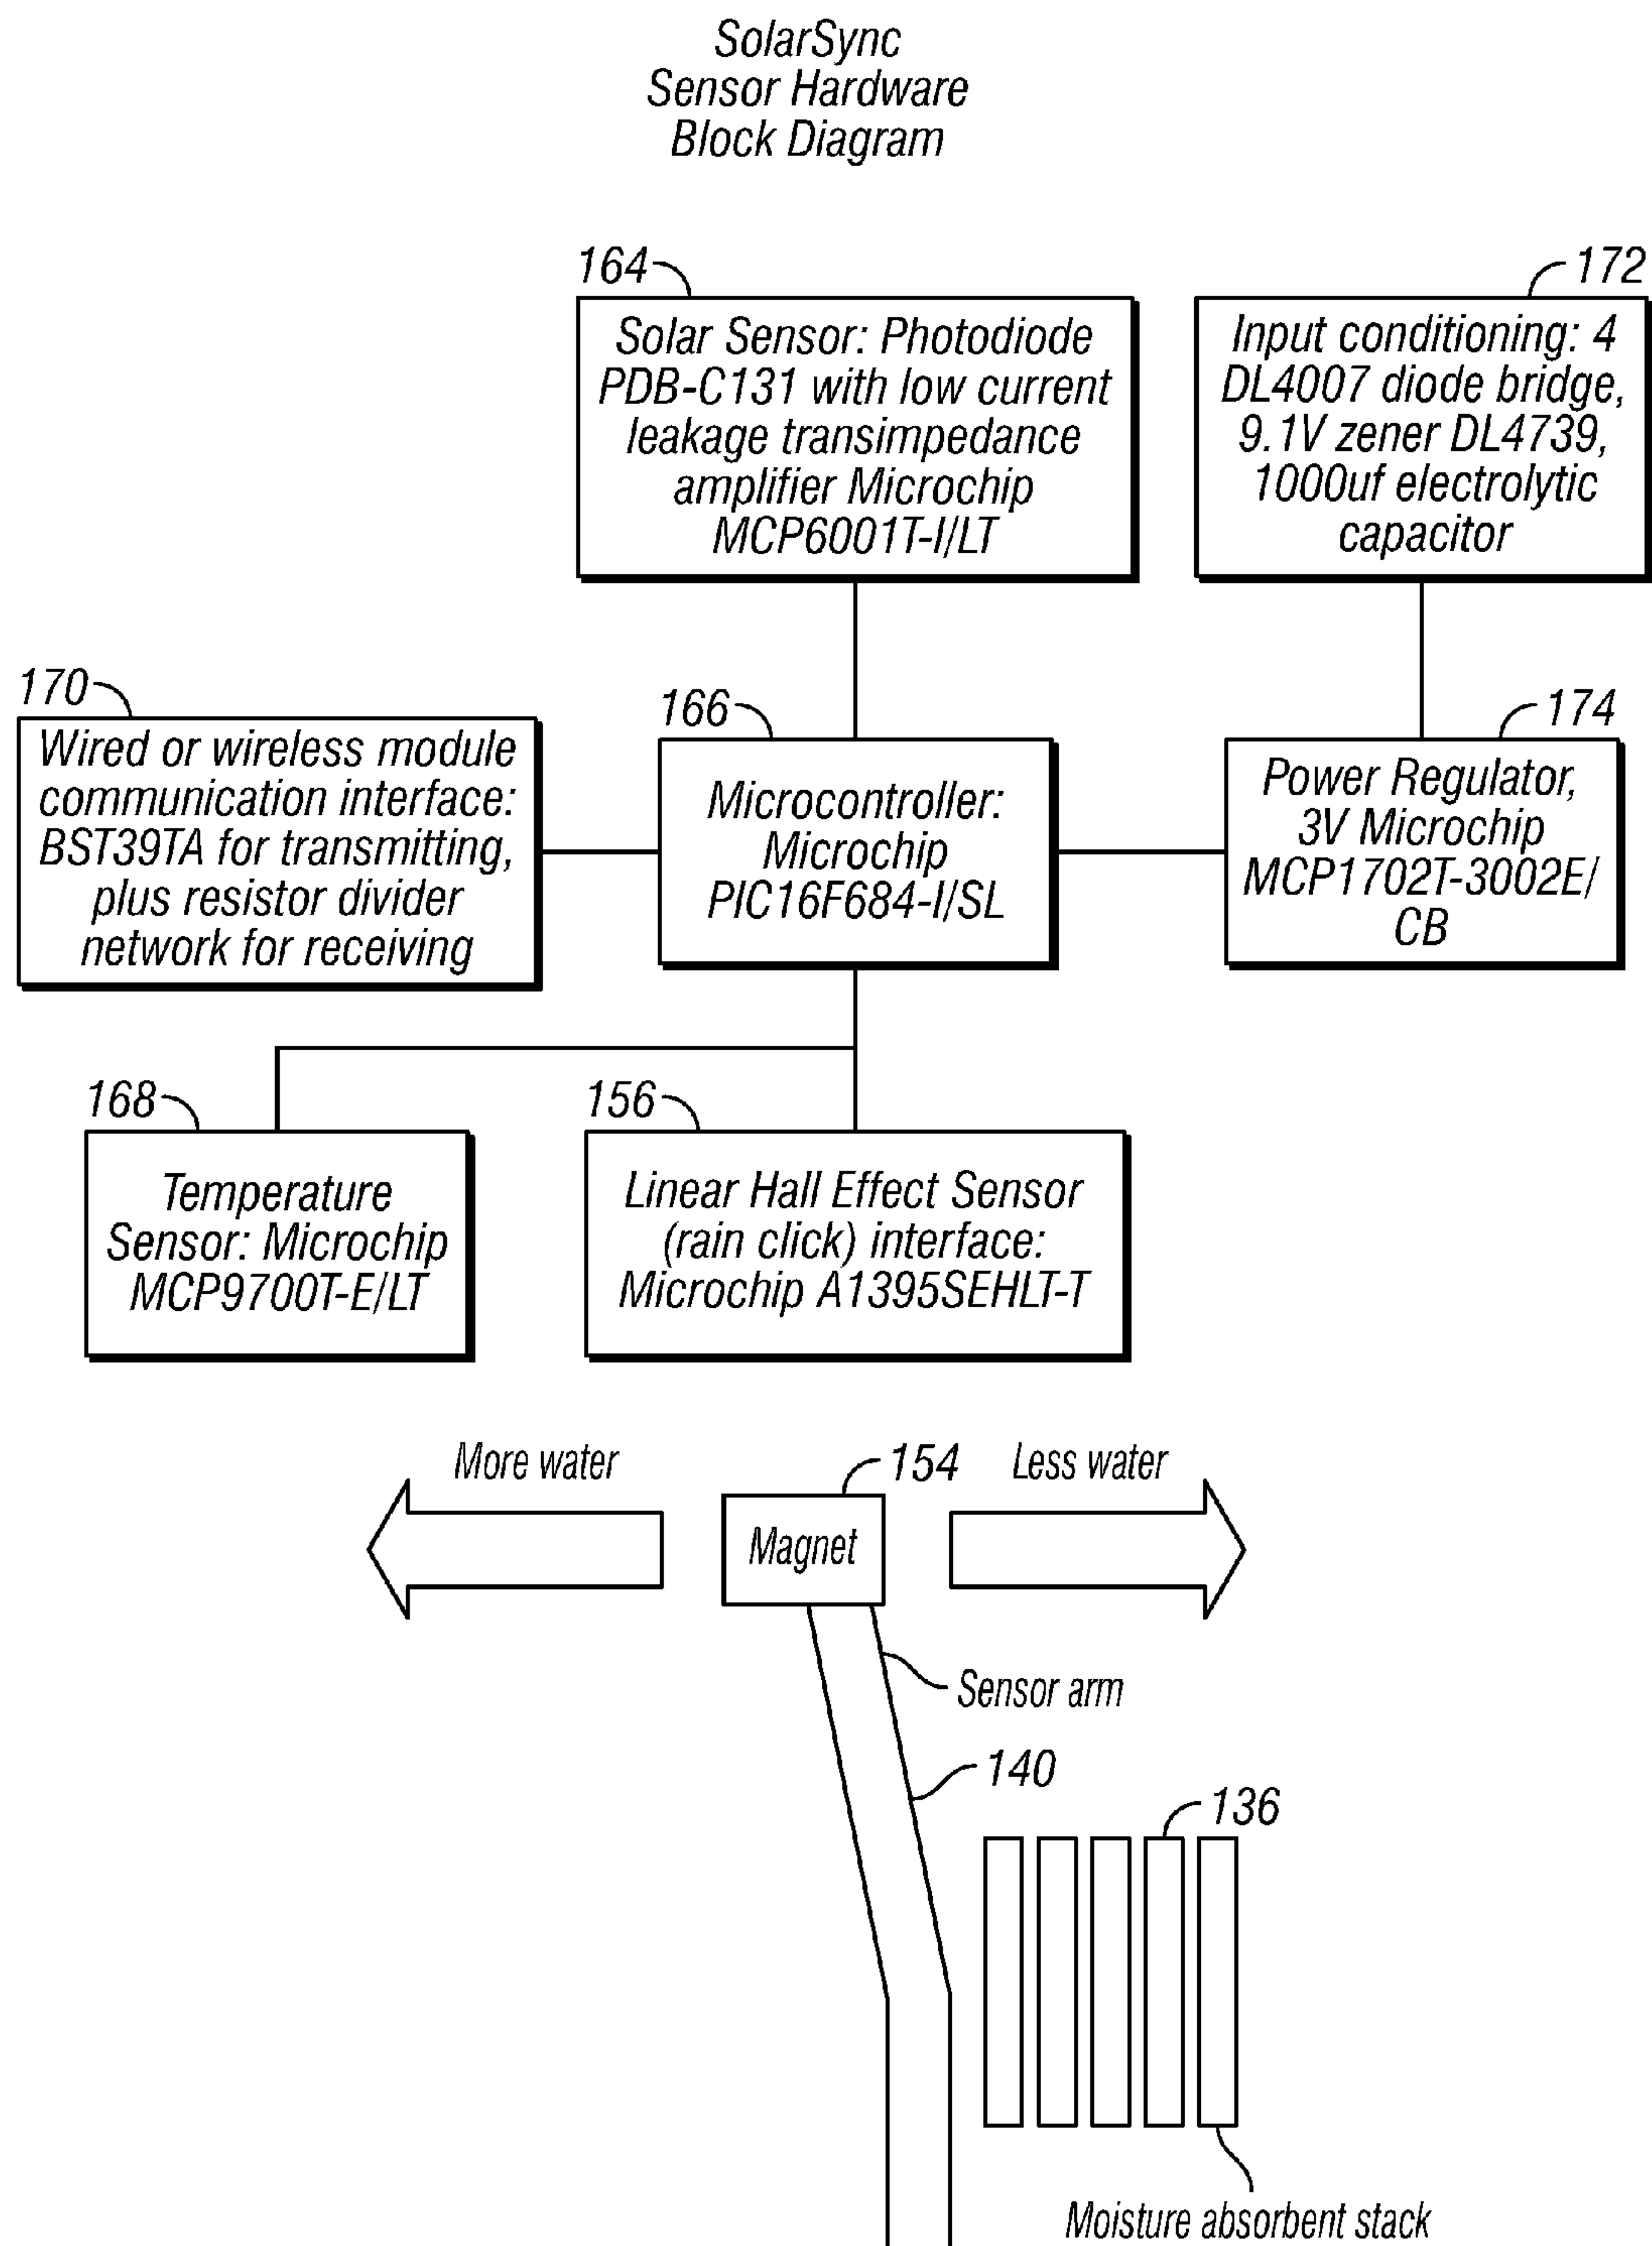 SolarSync
Sensor Hardware
Block Diagram
164
Solar Sensor: Photodiode
PDB-C131 with low current
leakage transimpedance
amplifier Microchip
MCP6001T-I/LT
172
Input conditioning: 4
DL4007 diode bridge,
9.1V zener DL4739,
1000uf electrolytic
capacitor
170
Wired or wireless module
communication interface:
BST39TA for transmitting,
plus resistor divider
network for receiving
166
Microcontroller:
Microchip
PIC16F684-I/SL
174
Power Regulator,
3V Microchip
MCP1702T-3002E/
CB
168
Temperature
Sensor: Microchip
MCP9700T-E/LT
156
Linear Hall Effect Sensor
(rain click) interface:
Microchip A1395SEHLT-T
More water
154
Magnet
Less water
Sensor arm
140
136
Moisture absorbent stack